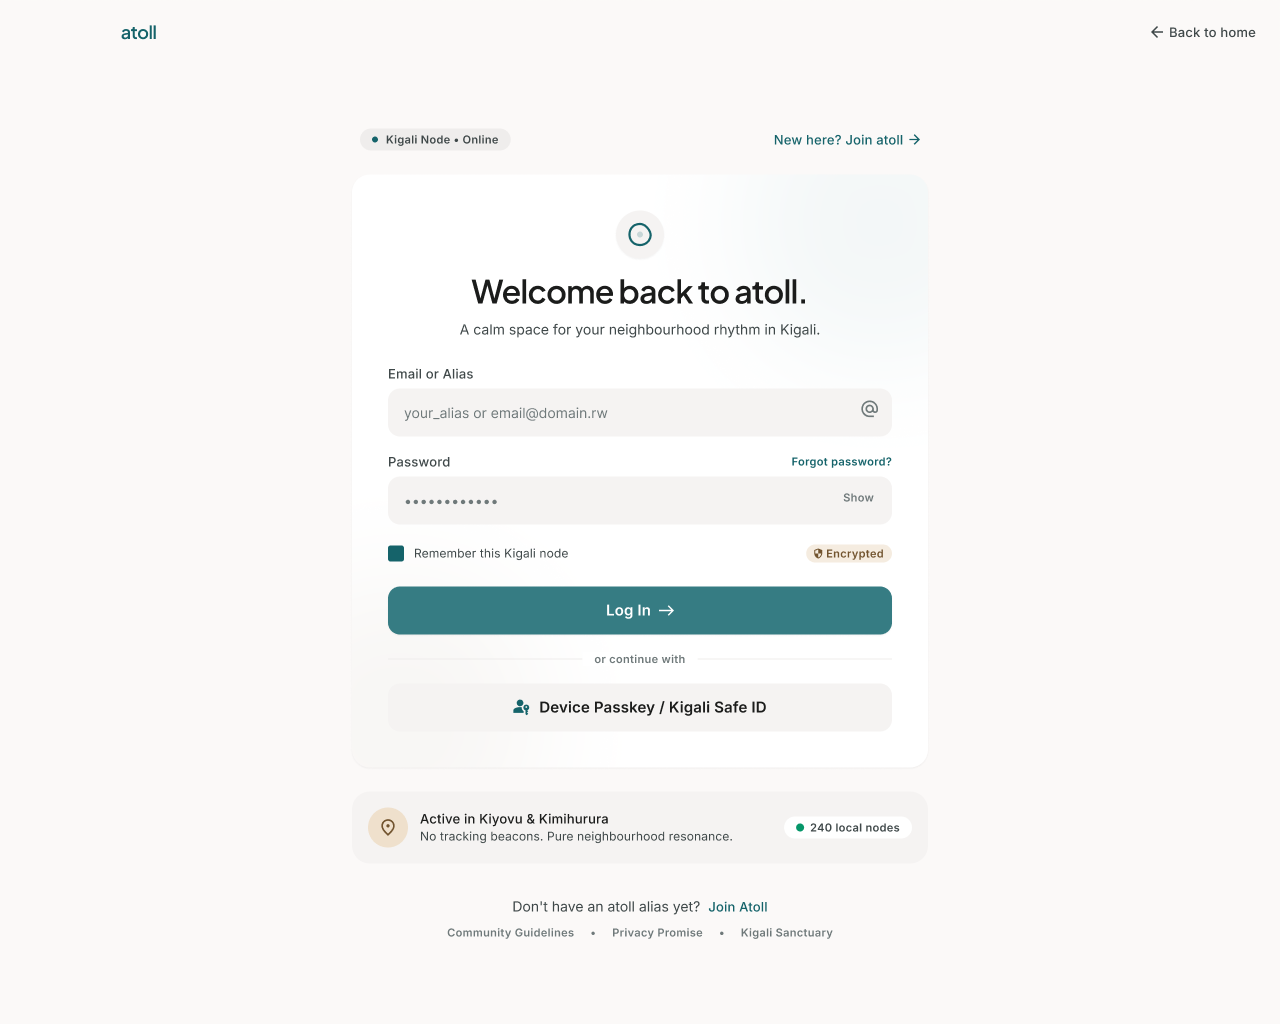 atoll
← Back to home
Kigali Node • Online
New here? Join atoll →
Welcome back to atoll.
A calm space for your neighbourhood rhythm in Kigali.
Email or Alias
your_alias or email@domain.rw
Password
Forgot password?
••••••••••••
Show
Remember this Kigali node
Encrypted
Log In →
or continue with
Device Passkey / Kigali Safe ID
Active in Kiyovu & Kimihurura
No tracking beacons. Pure neighbourhood resonance.
240 local nodes
Don't have an atoll alias yet? Join Atoll
Community Guidelines • Privacy Promise • Kigali Sanctuary